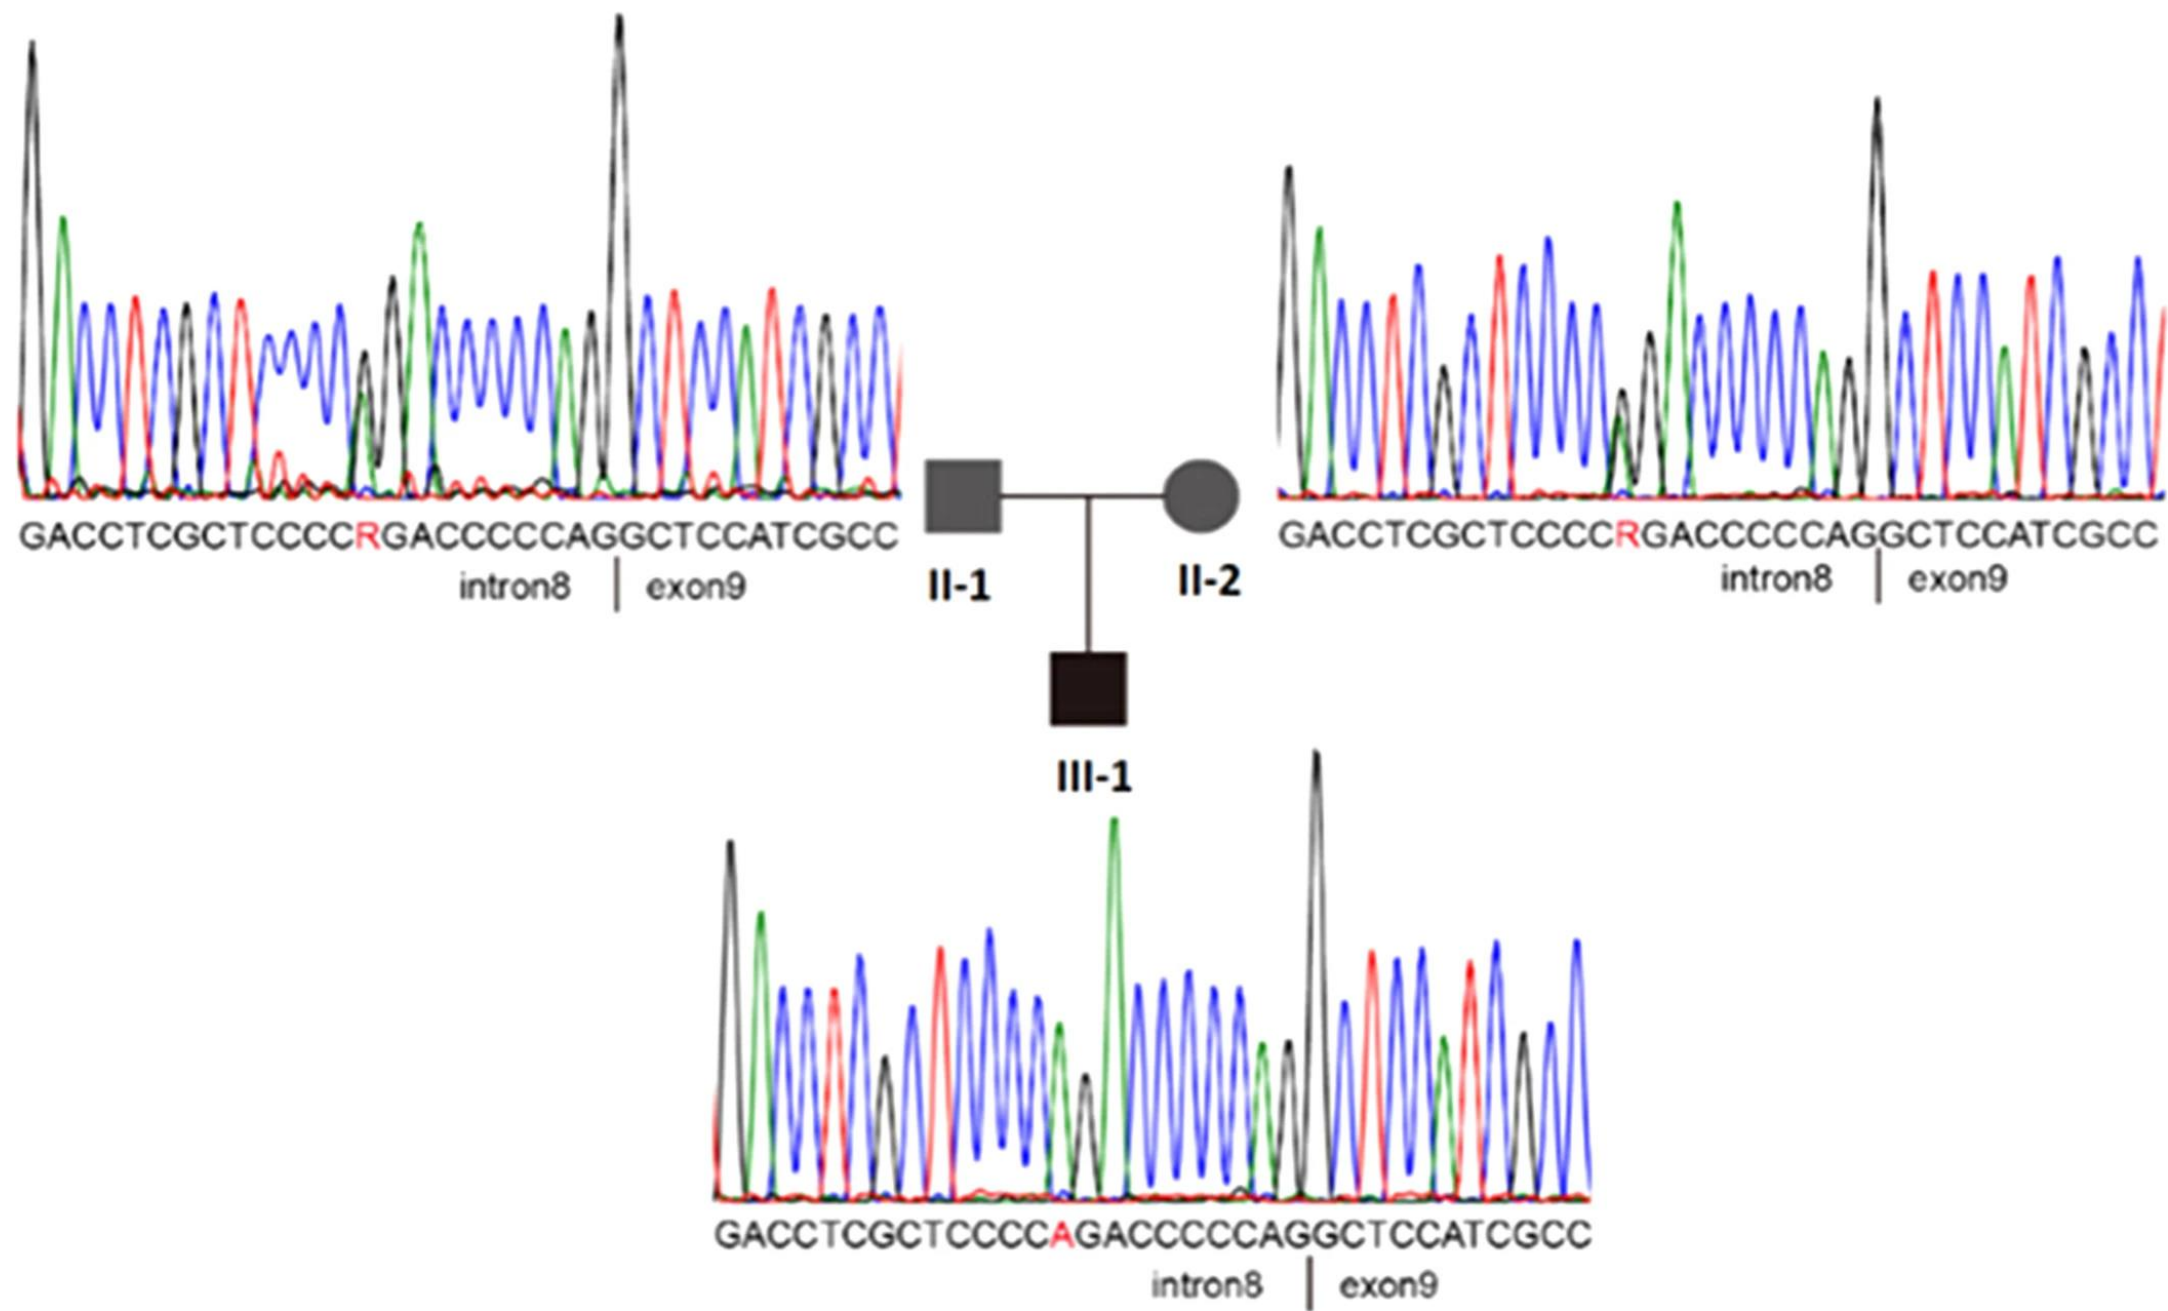 GACCTCGCTCCCCRGACCCCCAGGCTCCATCGCC
intron8 | exon9
II-1
II-2
GACCTCGCTCCCCRGACCCCCAGGCTCCATCGCC
intron8 | exon9
III-1
GACCTCGCTCCCCAGACCCCCAGGCTCCATCGCC
intron8 | exon9